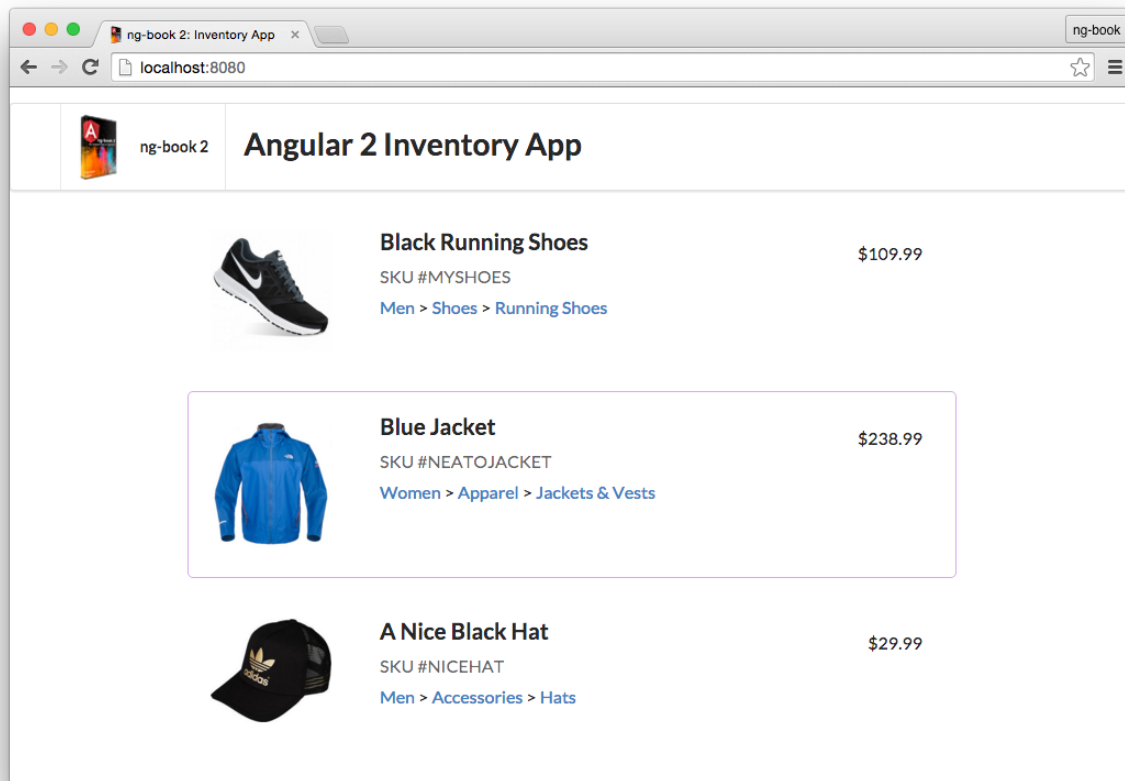 ng-book 2: Inventory App
ng-book
localhost:8080
ng-book 2
Angular 2 Inventory App
Black Running Shoes
$109.99
SKU #MYSHOES
Men > Shoes > Running Shoes
Blue Jacket
$238.99
SKU #NEATOJACKET
Women > Apparel > Jackets & Vests
A Nice Black Hat
$29.99
SKU #NICEHAT
Men > Accessories > Hats
adidas